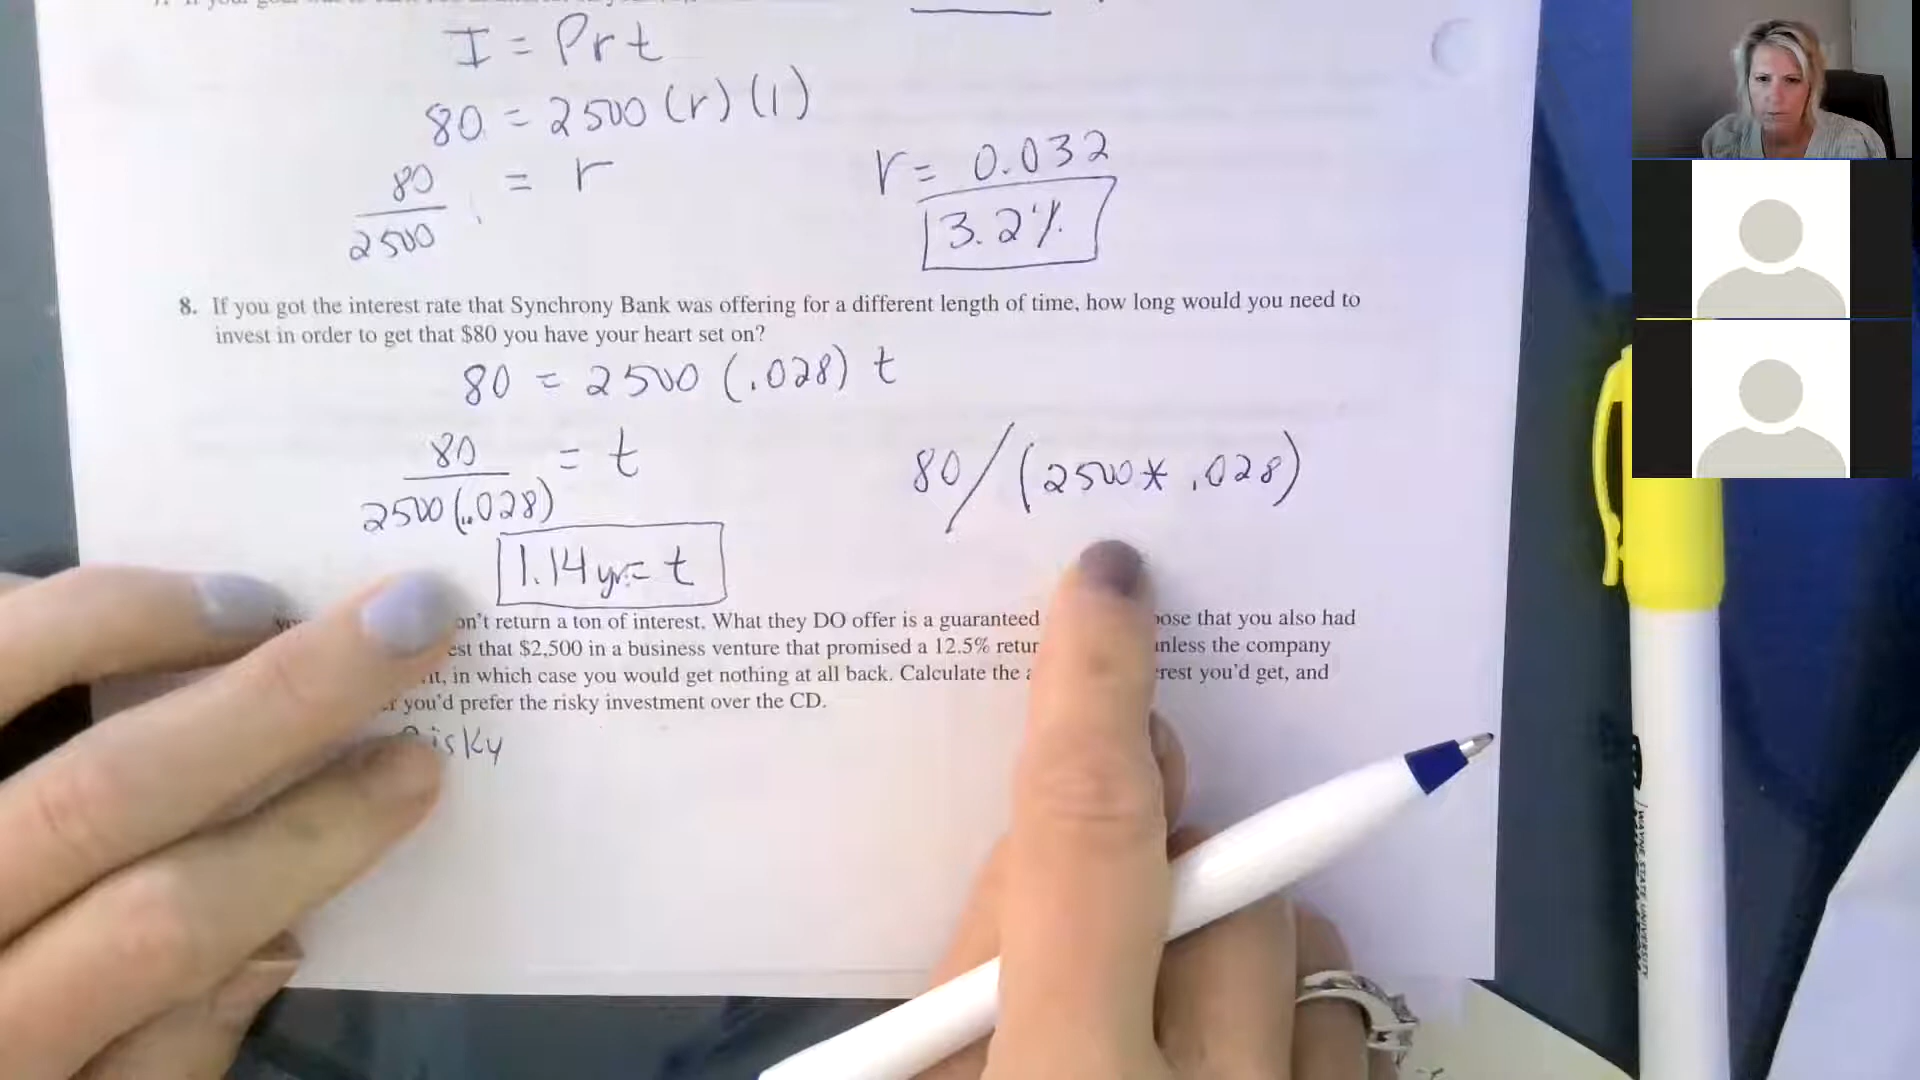 I = Prt
80 = 2500 (r) (1)
80 = r
2500
r = 0.032
3.2%
8. If you got the interest rate that Synchrony Bank was offering for a different length of time, how long would you need to
invest in order to get that $80 you have your heart set on?
80 = 2500 (.028) t
80 = t
2500(.028)
80/(2500* .028)
1.14 yr = t
on't return a ton of interest. What they DO offer is a guaranteed ose that you also had
est that $2,500 in a business venture that promised a 12.5% retur unless the company
it, in which case you would get nothing at all back. Calculate the a rest you'd get, and
you'd prefer the risky investment over the CD.
Risky
WAYNE STATE UNIVERSITY